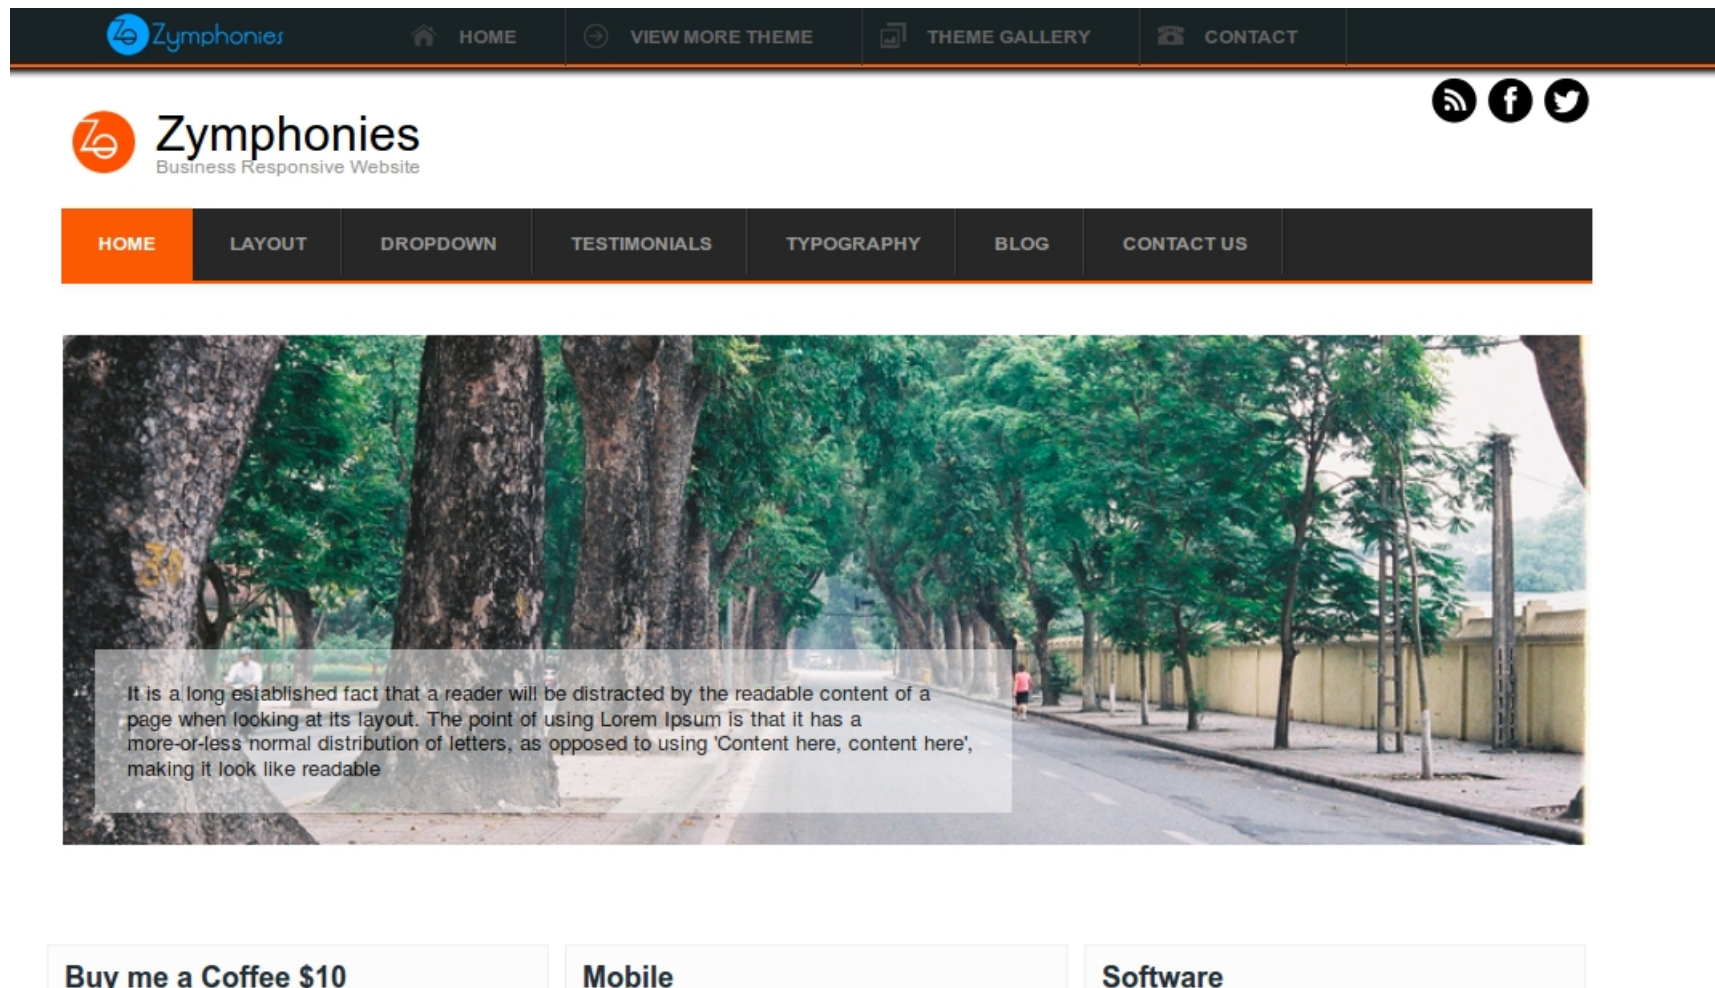 Zymphonies
HOME
VIEW MORE THEME
THEME GALLERY
CONTACT
Zymphonies
Business Responsive Website
HOME
LAYOUT
DROPDOWN
TESTIMONIALS
TYPOGRAPHY
BLOG
CONTACT US
30
It is a long established fact that a reader will be distracted by the readable content of a
page when looking at its layout. The point of using Lorem Ipsum is that it has a
more-or-less normal distribution of letters, as opposed to using 'Content here, content here',
making it look like readable
Buy me a Coffee $10
Mobile
Software